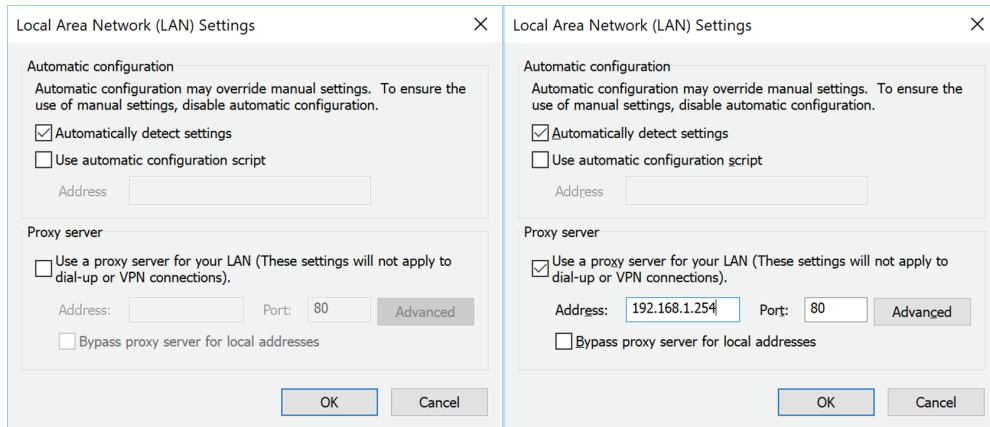 Local Area Network (LAN) Settings
Automatic configuration
Automatic configuration may override manual settings. To ensure the
use of manual settings, disable automatic configuration.
Automatically detect settings
Use automatic configuration script
Address
Proxy server
Use a proxy server for your LAN (These settings will not apply to
dial-up or VPN connections).
Address:
Port: 80
Advanced
Bypass proxy server for local addresses
OK
Cancel
Local Area Network (LAN) Settings
Automatic configuration
Automatic configuration may override manual settings. To ensure the
use of manual settings, disable automatic configuration.
Automatically detect settings
Use automatic configuration script
Address
Proxy server
Use a proxy server for your LAN (These settings will not apply to
dial-up or VPN connections).
Address: 192.168.1.254
Port: 80
Advanced
Bypass proxy server for local addresses
OK
Cancel